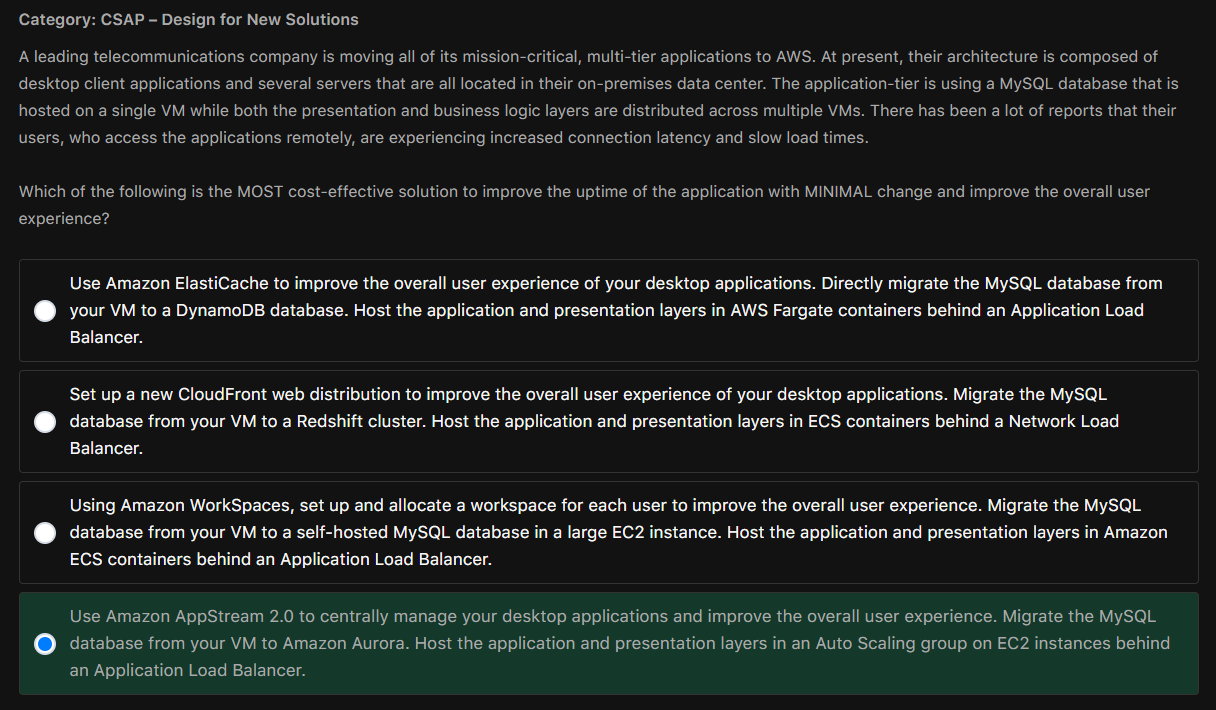 Category: CSAP – Design for New Solutions
A leading telecommunications company is moving all of its mission-critical, multi-tier applications to AWS. At present, their architecture is composed of
desktop client applications and several servers that are all located in their on-premises data center. The application-tier is using a MySQL database that is
hosted on a single VM while both the presentation and business logic layers are distributed across multiple VMs. There has been a lot of reports that their
users, who access the applications remotely, are experiencing increased connection latency and slow load times.
Which of the following is the MOST cost-effective solution to improve the uptime of the application with MINIMAL change and improve the overall user
experience?
Use Amazon ElastiCache to improve the overall user experience of your desktop applications. Directly migrate the MySQL database from
your VM to a DynamoDB database. Host the application and presentation layers in AWS Fargate containers behind an Application Load
Balancer.
Set up a new CloudFront web distribution to improve the overall user experience of your desktop applications. Migrate the MySQL
database from your VM to a Redshift cluster. Host the application and presentation layers in ECS containers behind a Network Load
Balancer.
Using Amazon WorkSpaces, set up and allocate a workspace for each user to improve the overall user experience. Migrate the MySQL
database from your VM to a self-hosted MySQL database in a large EC2 instance. Host the application and presentation layers in Amazon
ECS containers behind an Application Load Balancer.
Use Amazon AppStream 2.0 to centrally manage your desktop applications and improve the overall user experience. Migrate the MySQL
database from your VM to Amazon Aurora. Host the application and presentation layers in an Auto Scaling group on EC2 instances behind
an Application Load Balancer.